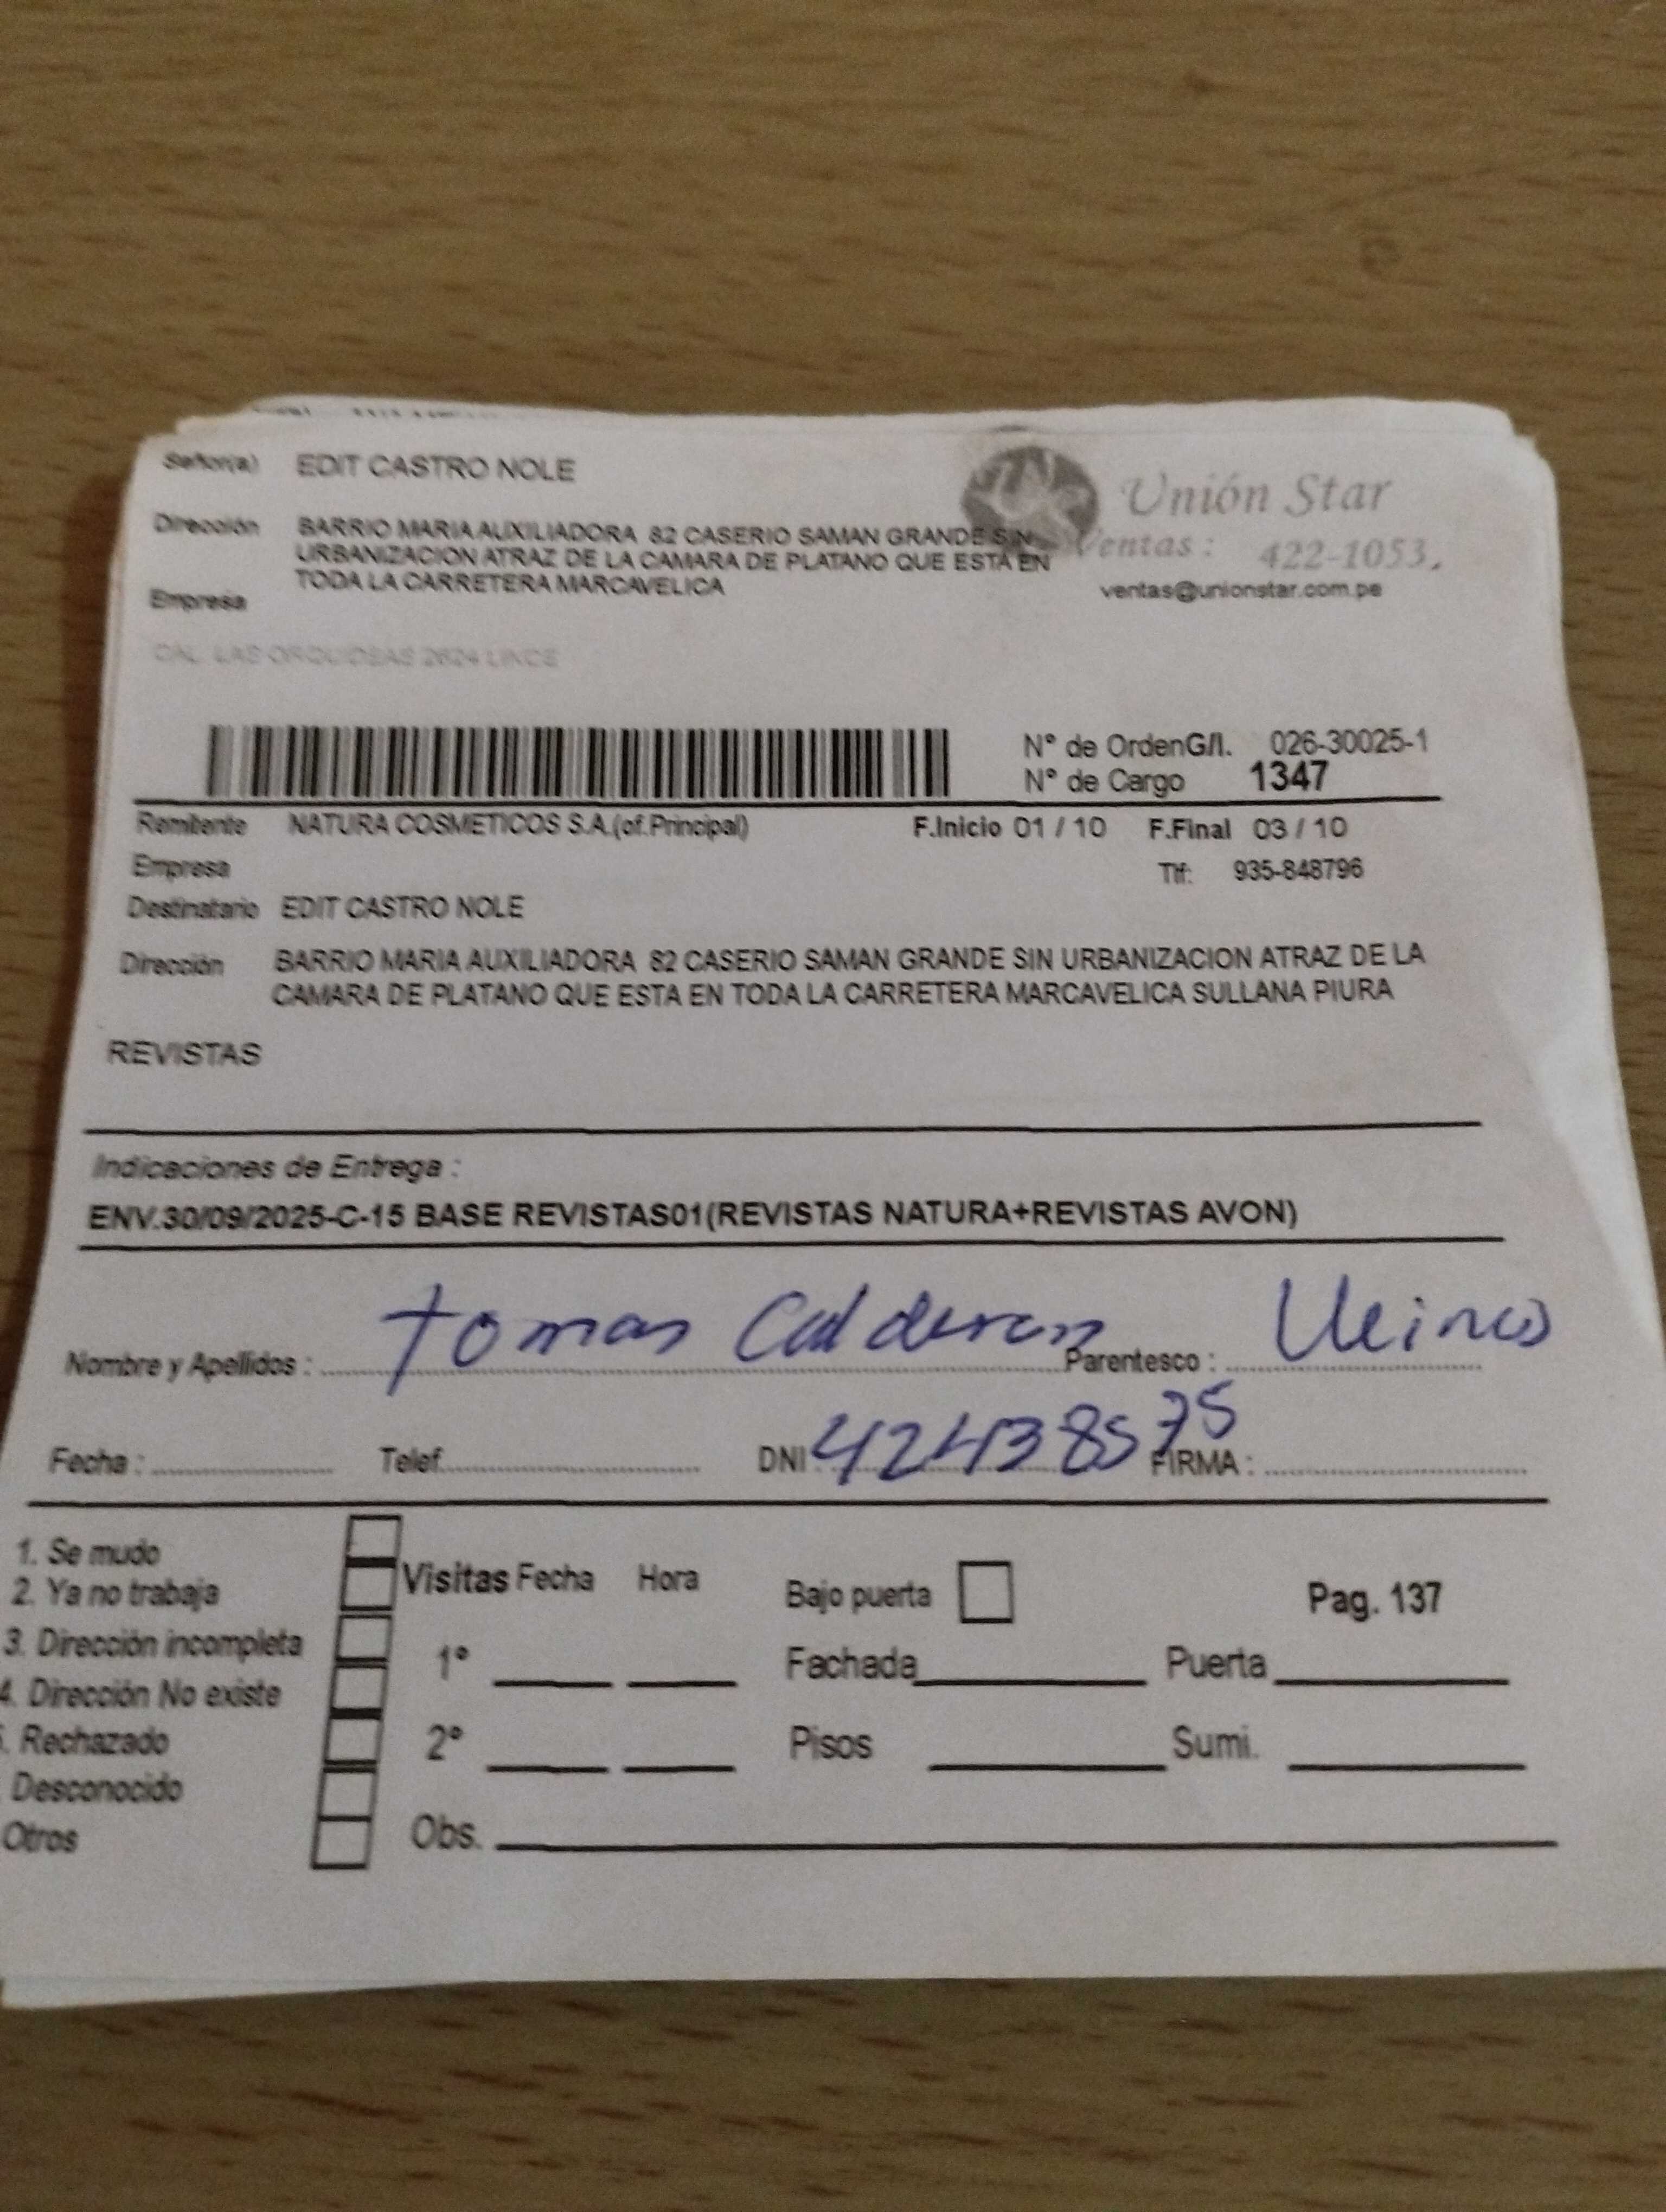 Señor(a) EDIT CASTRO NOLE
Unión Star
Dirección BARRIO MARIA AUXILIADORA 82 CASERIO SAMAN GRANDE SIN
Ventas : 422-1053.
URBANIZACION ATRAZ DE LA CAMARA DE PLATANO QUE ESTA EN
TODA LA CARRETERA MARCAVELICA
ventas@unionstar.com.pe
Empresa
CAL. LAS ORQUIDEAS 2624 LINCE
Nº de OrdenG/I. 026-30025-1
Nº de Cargo 1347
Remitente NATURA COSMETICOS S.A.(of.Principal) F.Inicio 01 / 10 F.Final 03 / 10
Empresa Tlf: 935-848796
Destinatario EDIT CASTRO NOLE
Dirección BARRIO MARIA AUXILIADORA 82 CASERIO SAMAN GRANDE SIN URBANIZACION ATRAZ DE LA
CAMARA DE PLATANO QUE ESTA EN TODA LA CARRETERA MARCAVELICA SULLANA PIURA
REVISTAS
Indicaciones de Entrega :
ENV.30/09/2025-C-15 BASE REVISTAS01(REVISTAS NATURA+REVISTAS AVON)
Nombre y Apellidos : Tomas Calderon Parentesco :
Fecha : Telef. DNI : 42438575 FIRMA :
1. Se mudo
2. Ya no trabaja
3. Dirección incompleta
4. Dirección No existe
. Rechazado
Desconocido
Otros
Visitas Fecha Hora
1º
2º
Obs.
Bajo puerta
Pag. 137
Fachada Puerta
Pisos Sumi.